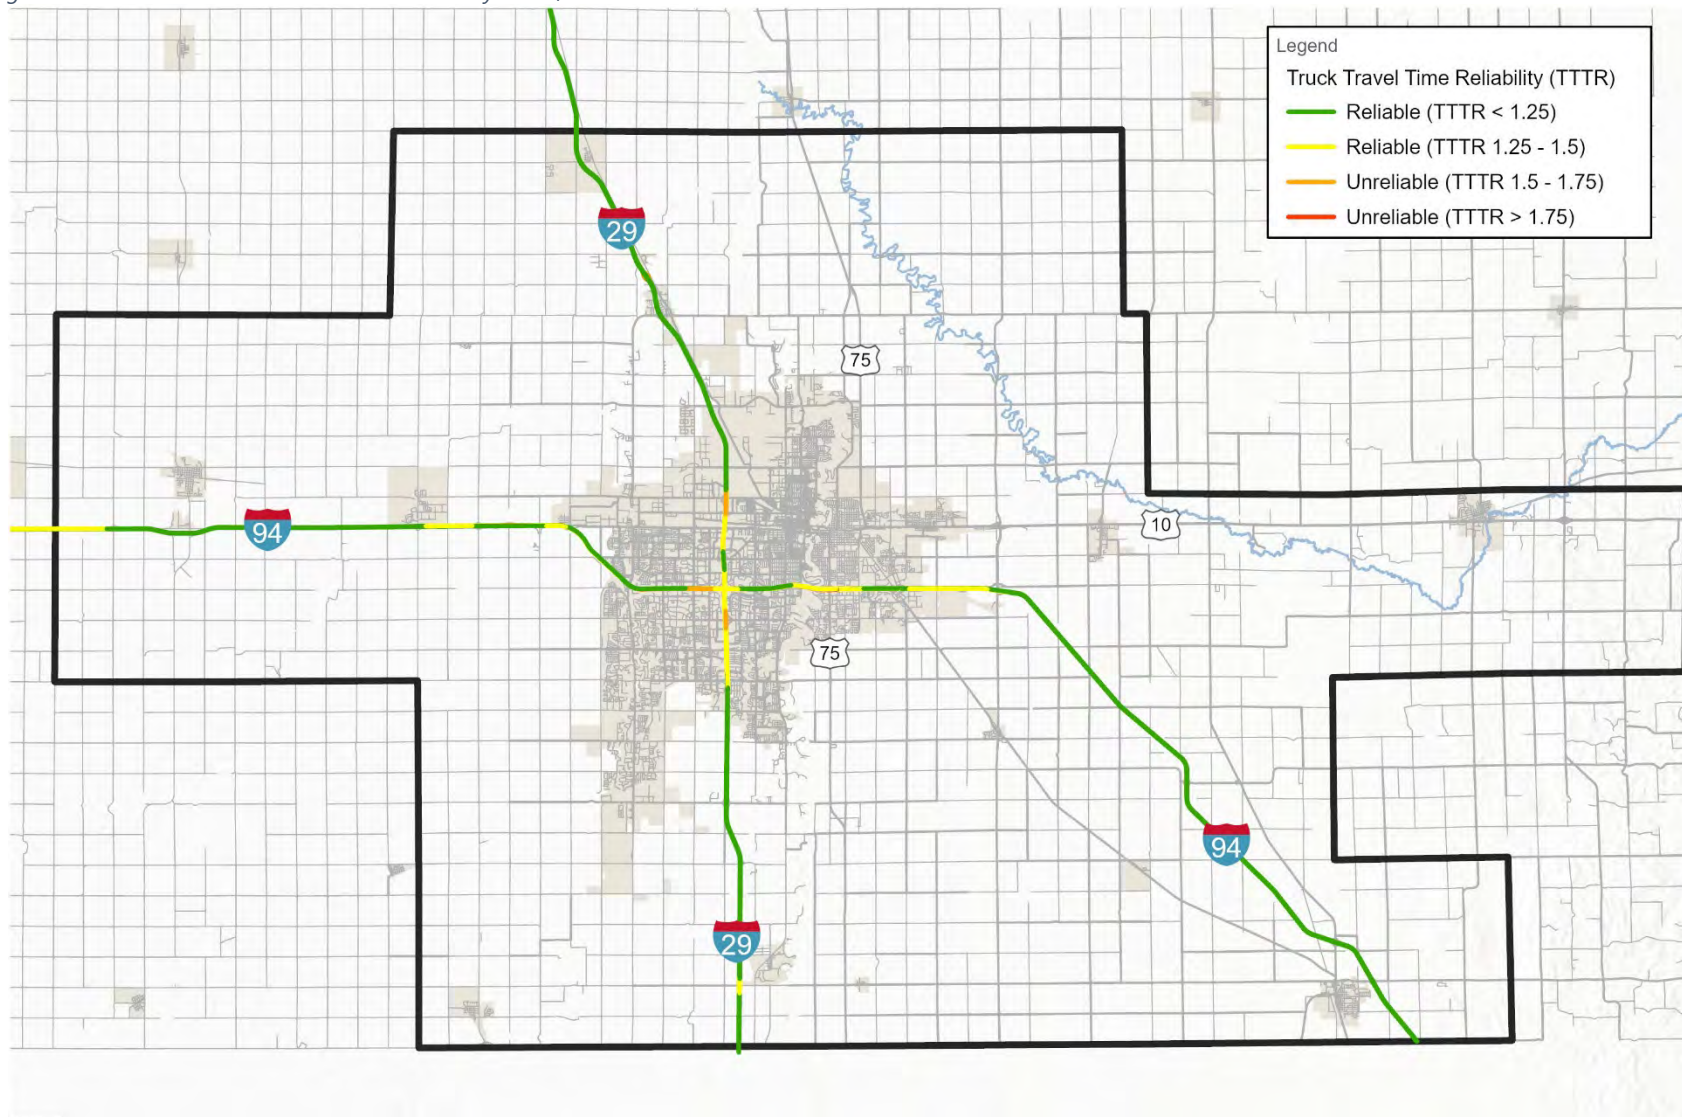 Legend
Truck Travel Time Reliability (TTTR)
Reliable (TTTR < 1.25)
Reliable (TTTR 1.25 - 1.5)
Unreliable (TTTR 1.5 - 1.75)
Unreliable (TTTR > 1.75)
29
75
94
10
75
94
29